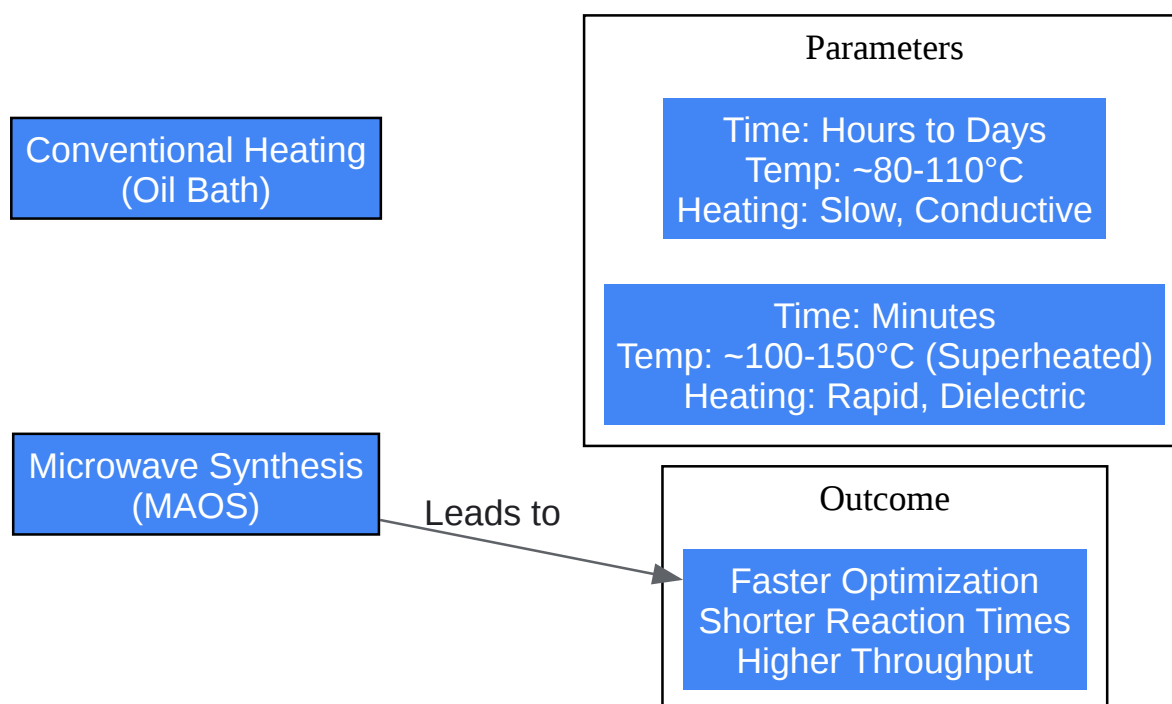 Parameters
Conventional Heating
(Oil Bath)
Time: Hours to Days
Temp: ~80-110°C
Heating: Slow, Conductive
Time: Minutes
Temp: ~100-150°C (Superheated)
Heating: Rapid, Dielectric
Microwave Synthesis
(MAOS)
Leads to
Outcome
Faster Optimization
Shorter Reaction Times
Higher Throughput